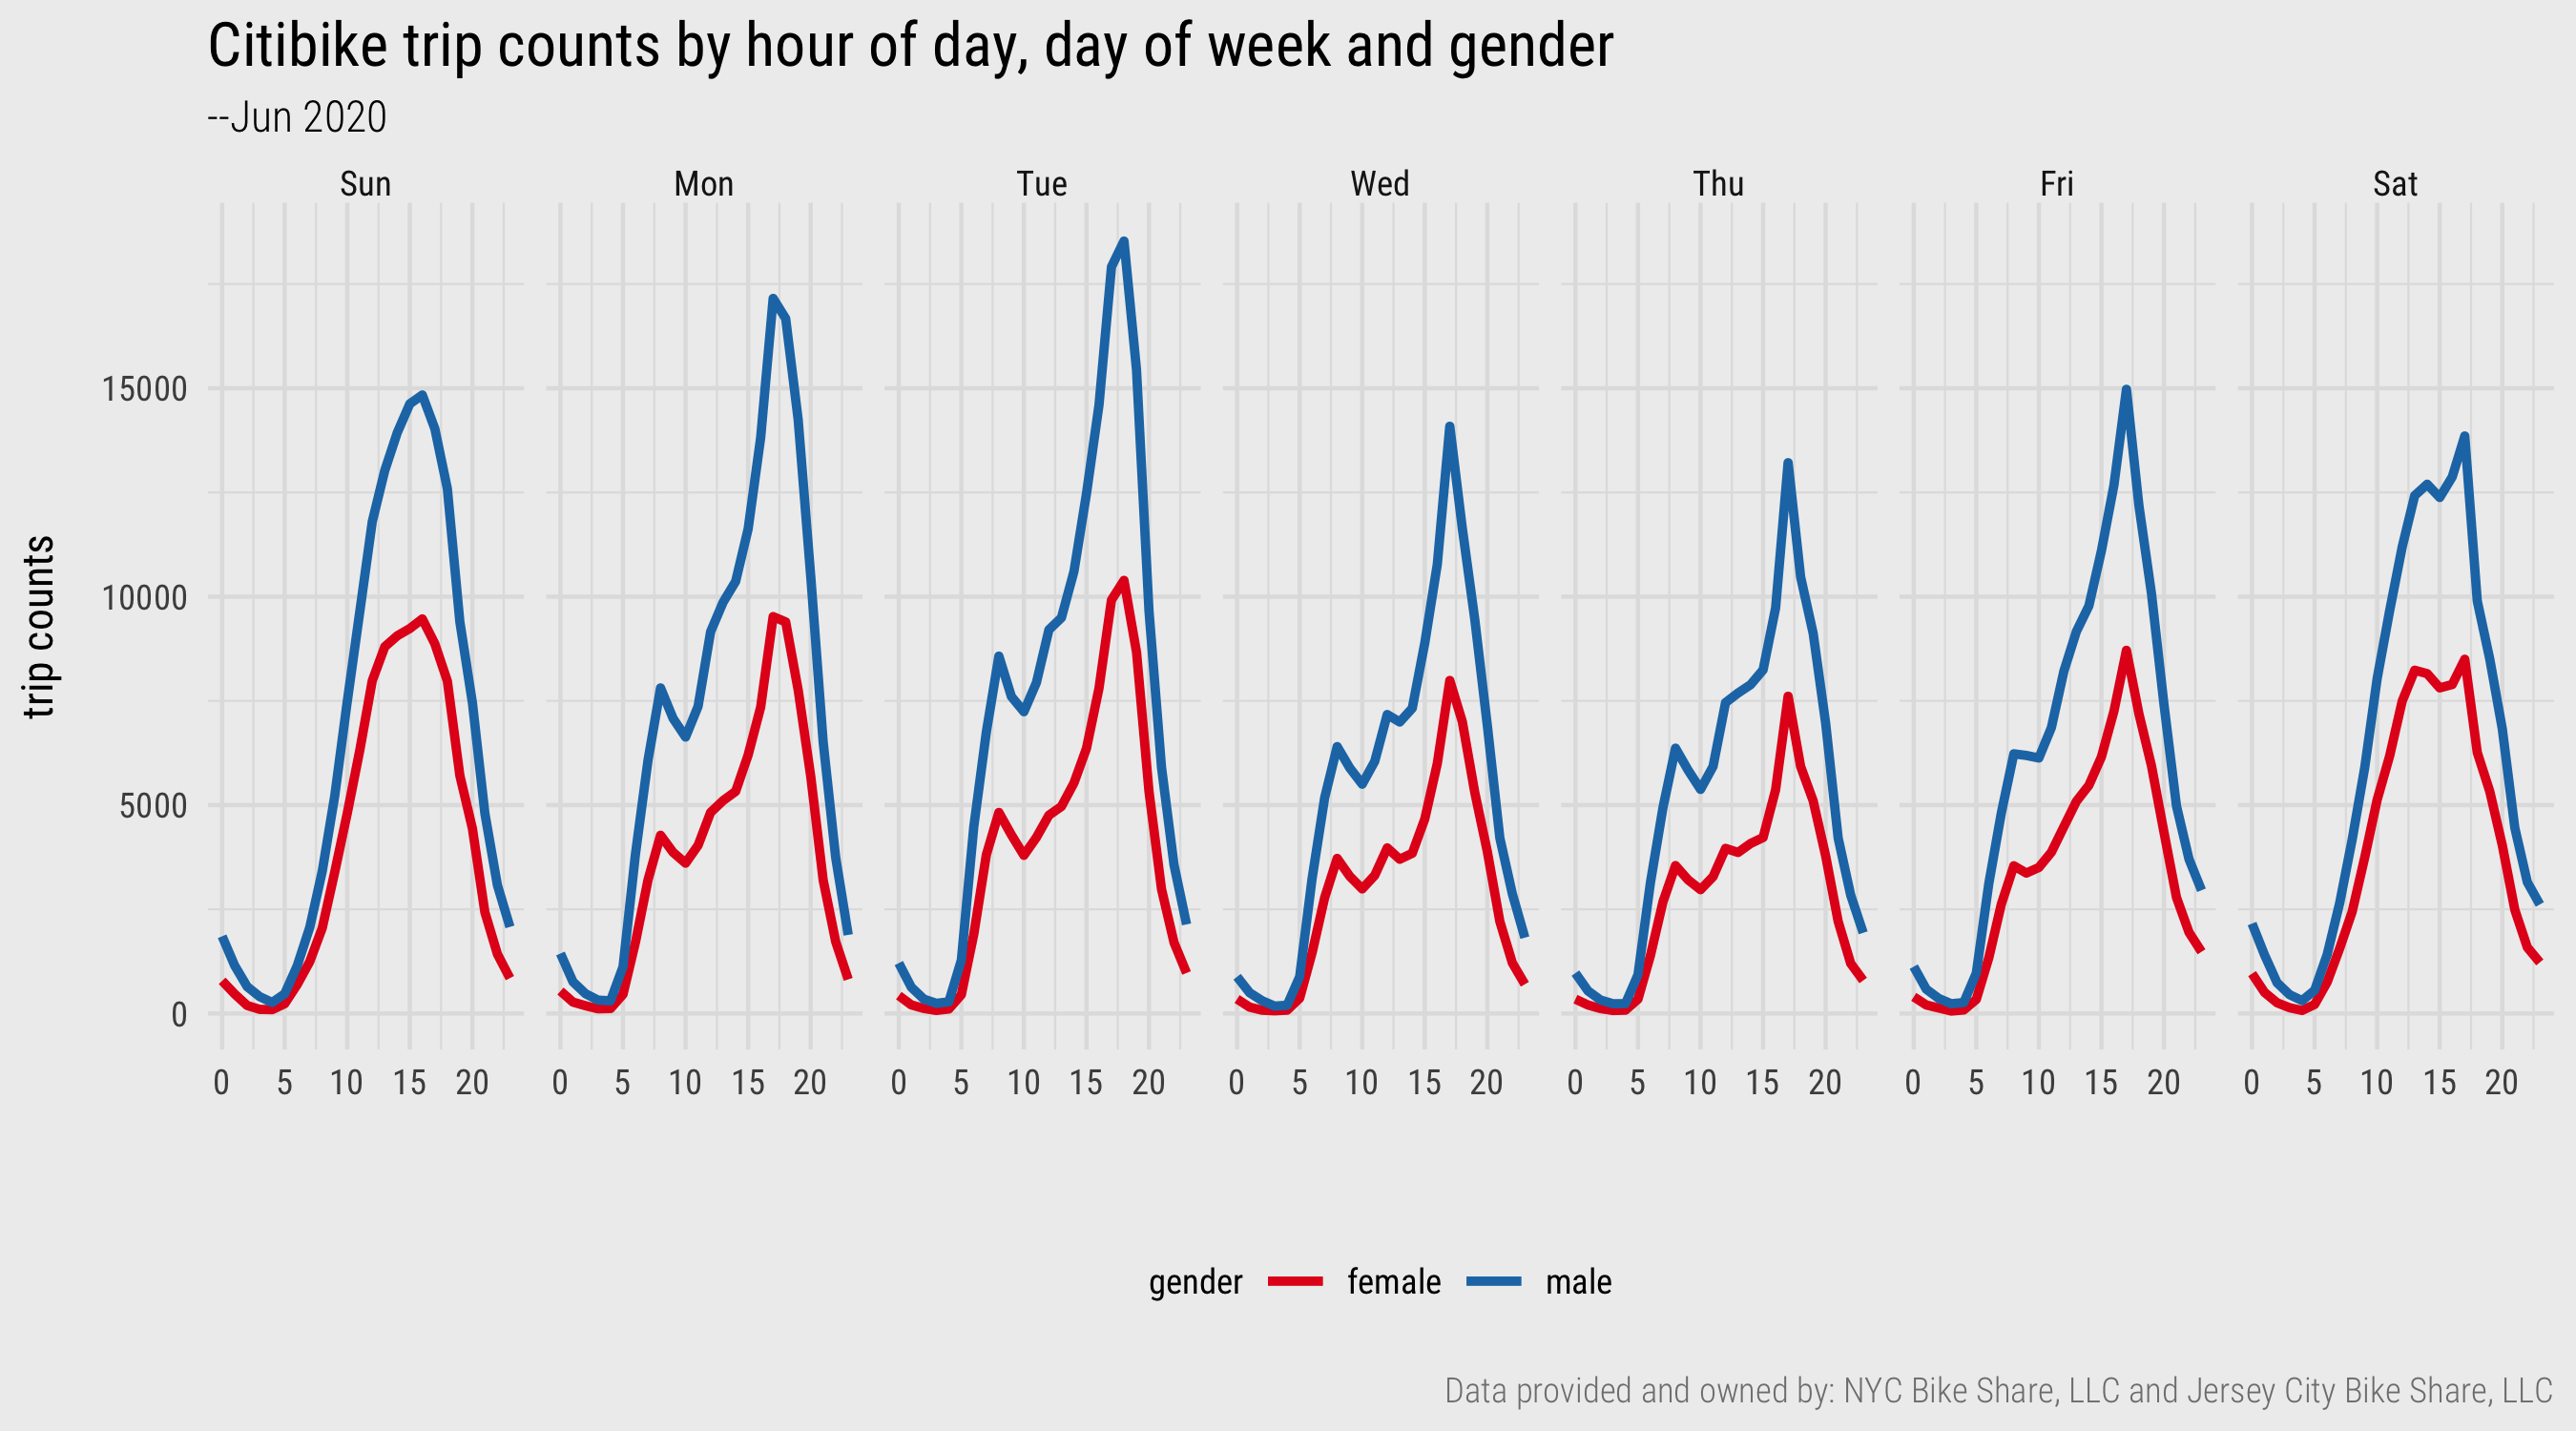 Citibike trip counts by hour of day, day of week and gender
--Jun 2020
Sun Mon Tue Wed Thu Fri Sat
trip counts
15000
10000
5000
0
0 5 10 15 20 0 5 10 15 20 0 5 10 15 20 0 5 10 15 20 0 5 10 15 20 0 5 10 15 20 0 5 10 15 20
gender female male
Data provided and owned by: NYC Bike Share, LLC and Jersey City Bike Share, LLC